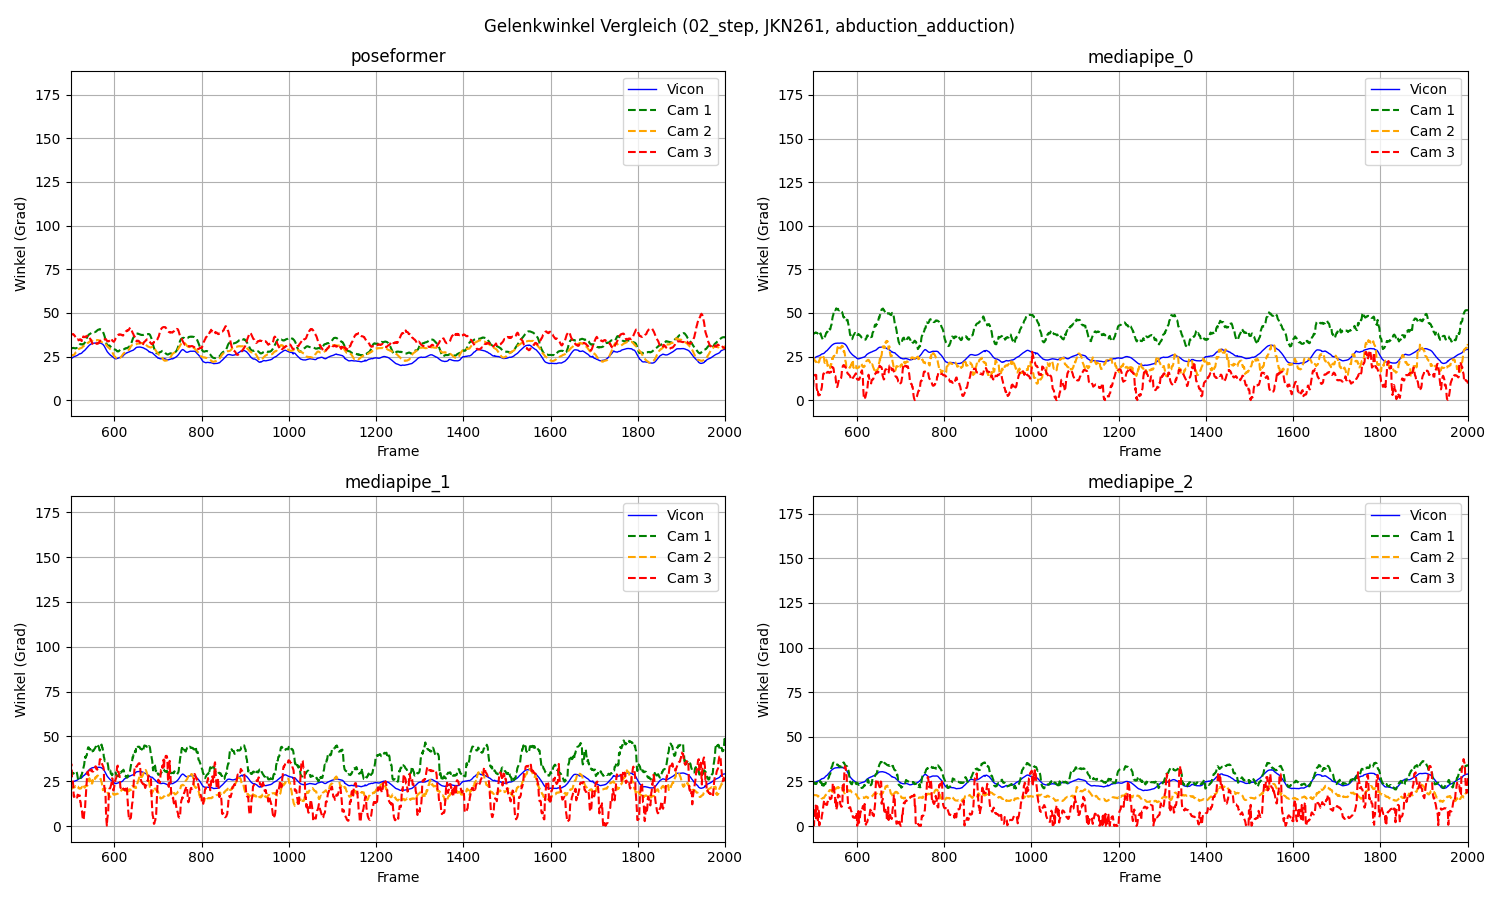 Gelenkwinkel Vergleich (02_step, JKN261, abduction_adduction)
poseformer
Winkel (Grad)
175
150
125
100
75
50
25
0
600
800
1000
1200
1400
1600
1800
2000
Frame
Vicon
Cam 1
Cam 2
Cam 3
mediapipe_0
Winkel (Grad)
175
150
125
100
75
50
25
0
600
800
1000
1200
1400
1600
1800
2000
Frame
Vicon
Cam 1
Cam 2
Cam 3
mediapipe_1
Winkel (Grad)
175
150
125
100
75
50
25
0
600
800
1000
1200
1400
1600
1800
2000
Frame
Vicon
Cam 1
Cam 2
Cam 3
mediapipe_2
Winkel (Grad)
175
150
125
100
75
50
25
0
600
800
1000
1200
1400
1600
1800
2000
Frame
Vicon
Cam 1
Cam 2
Cam 3